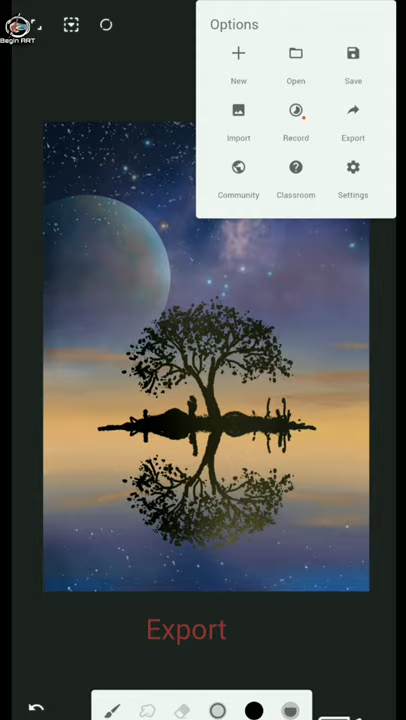 Begin ART
Options
New Open Save
Import Record Export
Community Classroom Settings
Export